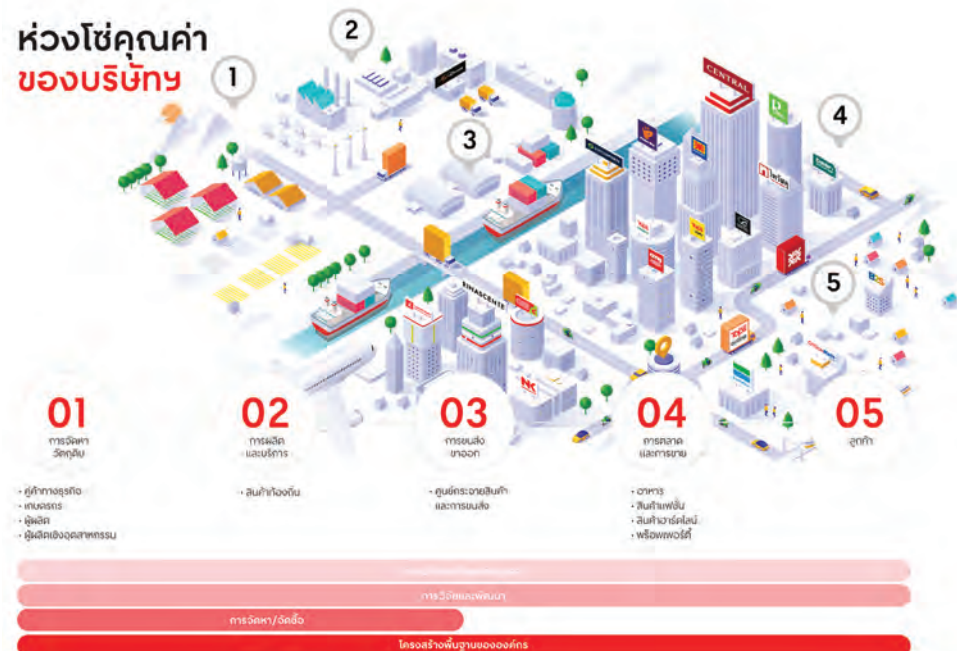 ห่วงโซ่คุณค่า
ของบริษัทฯ
1
2
3
4
5
CENTRAL
RINASCENTE
NK
tops
01
การจัดหา
วัตถุดิบ
• คู่ค้าทางธุรกิจ
• เกษตรกร
• ผู้ผลิต
• ผู้ผลิตเชิงอุตสาหกรรม
02
การผลิต
และบริการ
• สินค้าท้องถิ่น
03
การขนส่ง
ขาออก
• ศูนย์กระจายสินค้า
และการขนส่ง
04
การตลาด
และการขาย
• อาหาร
• สินค้าแฟชั่น
• สินค้าฮาร์ดไลน์
• พร็อพเพอร์ตี้
05
ลูกค้า
การวิจัยและพัฒนา
การจัดหา/จัดซื้อ
โครงสร้างพื้นฐานขององค์กร